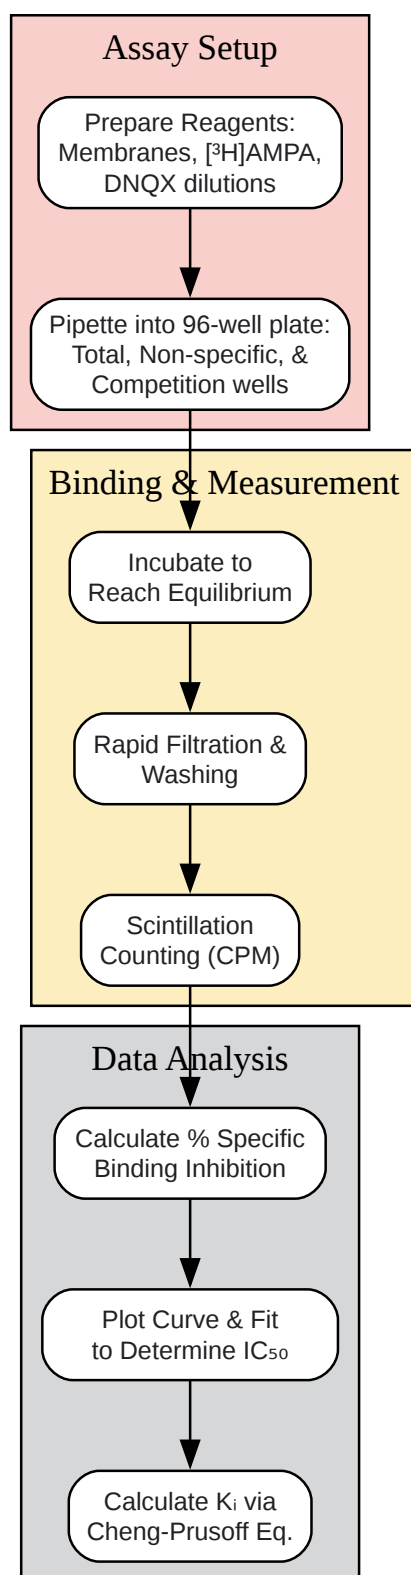 Assay Setup
Prepare Reagents:
Membranes, [³H]AMPA,
DNQX dilutions
Pipette into 96-well plate:
Total, Non-specific, &
Competition wells
Binding & Measurement
Incubate to
Reach Equilibrium
Rapid Filtration &
Washing
Scintillation
Counting (CPM)
Data Analysis
Calculate % Specific
Binding Inhibition
Plot Curve & Fit
to Determine IC₅₀
Calculate Kᵢ via
Cheng-Prusoff Eq.